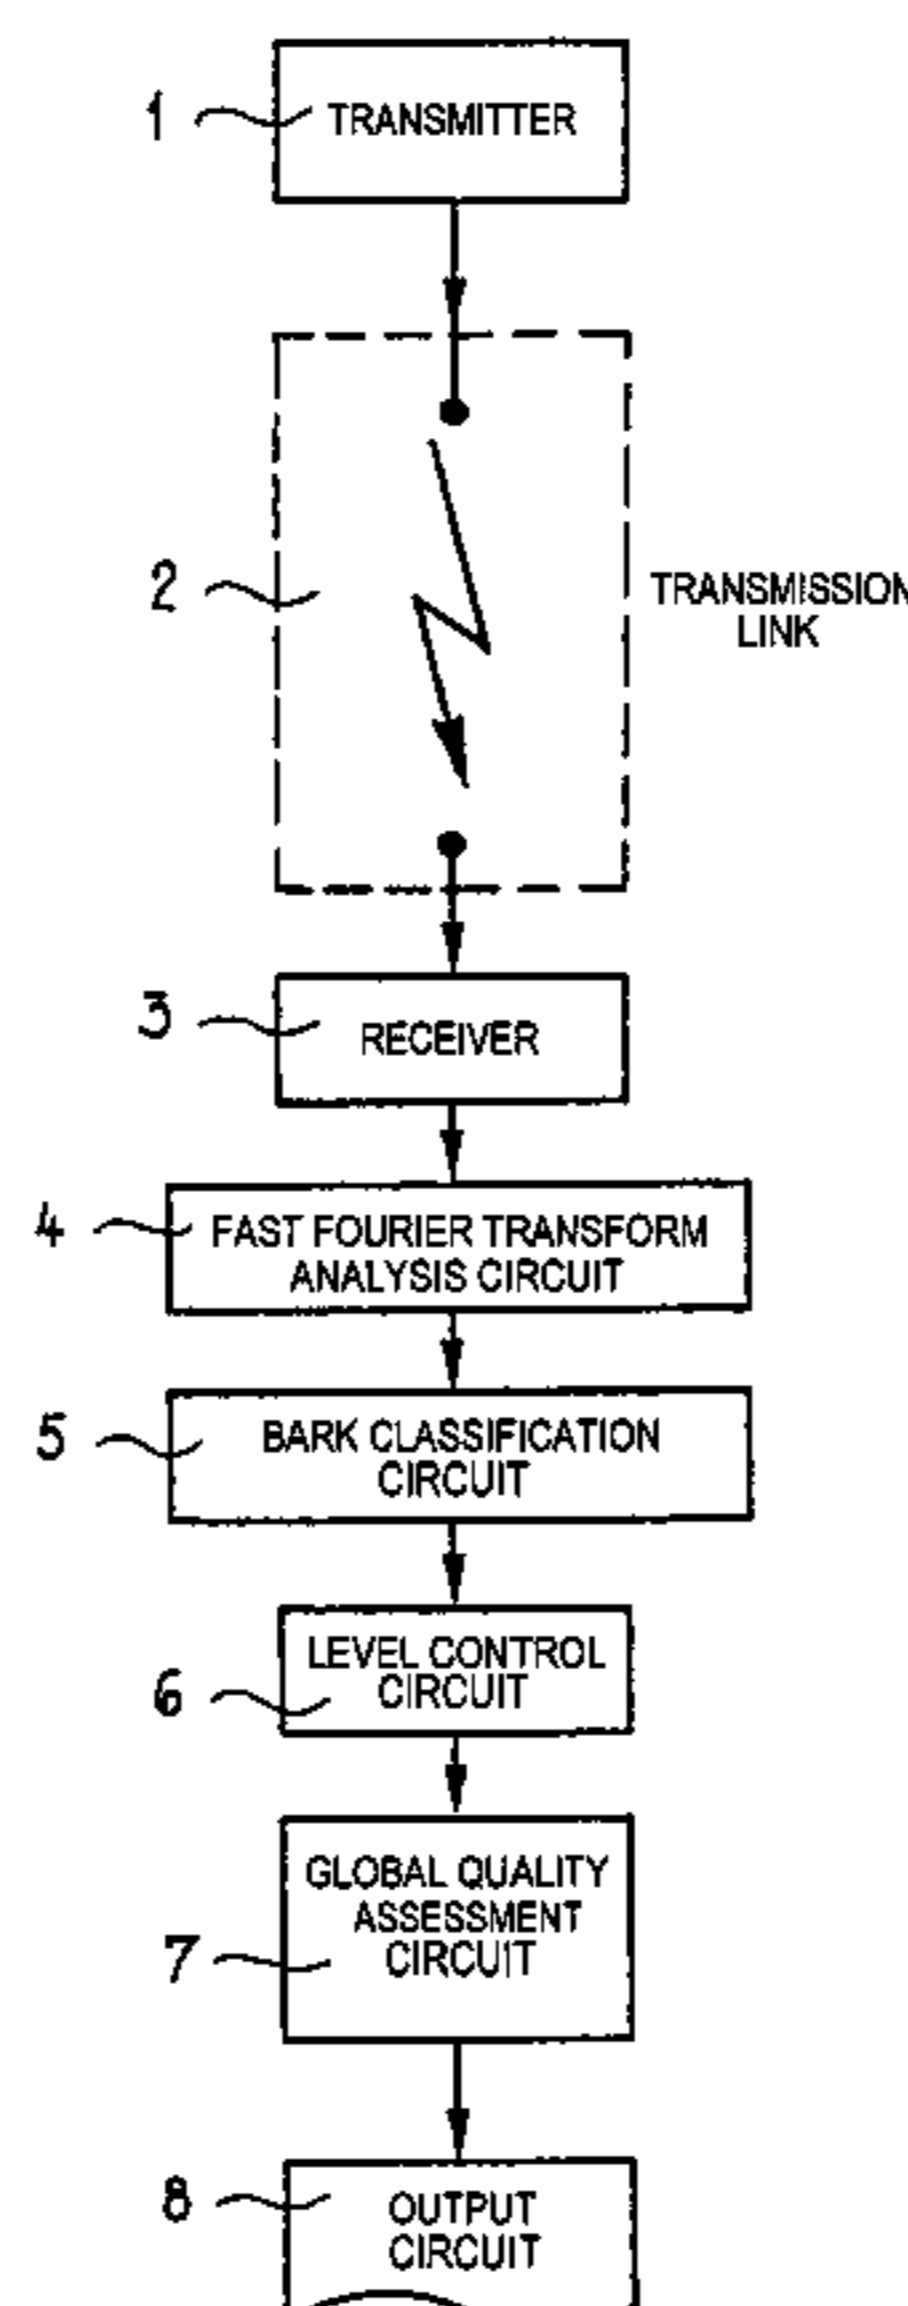 1
TRANSMITTER
2
TRANSMISSION
LINK
3
RECEIVER
4
FAST FOURIER TRANSFORM
ANALYSIS CIRCUIT
5
BARK CLASSIFICATION
CIRCUIT
LEVEL CONTROL
6
CIRCUIT
GLOBAL QUALITY
ASSESSMENT
7
CIRCUIT
8
OUTPUT
CIRCUIT